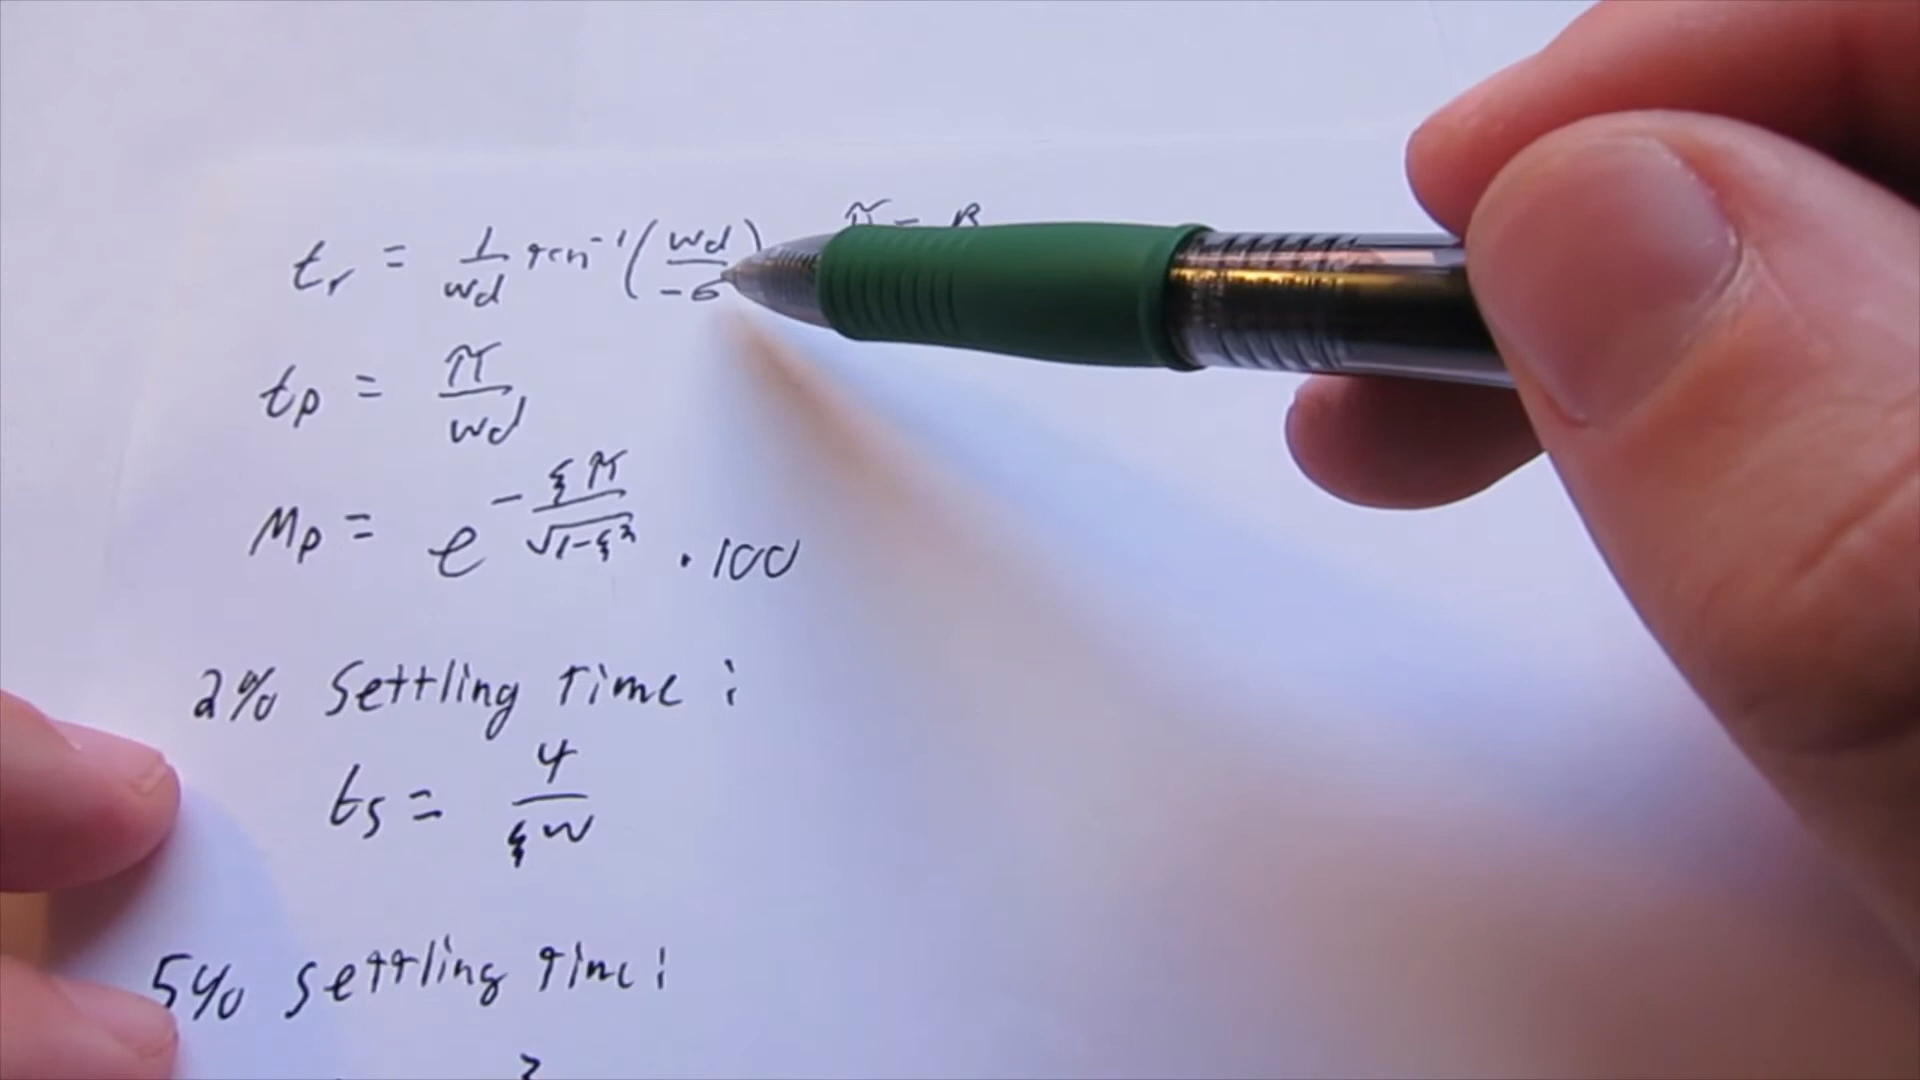 tr = 1/wd tan⁻¹(wd/-σ) π - β
tp = π/wd
Mp = e^(-ξπ/√1-ξ²) . 100
2% Settling Time :
ts = 4/ξw
5% settling time :
3